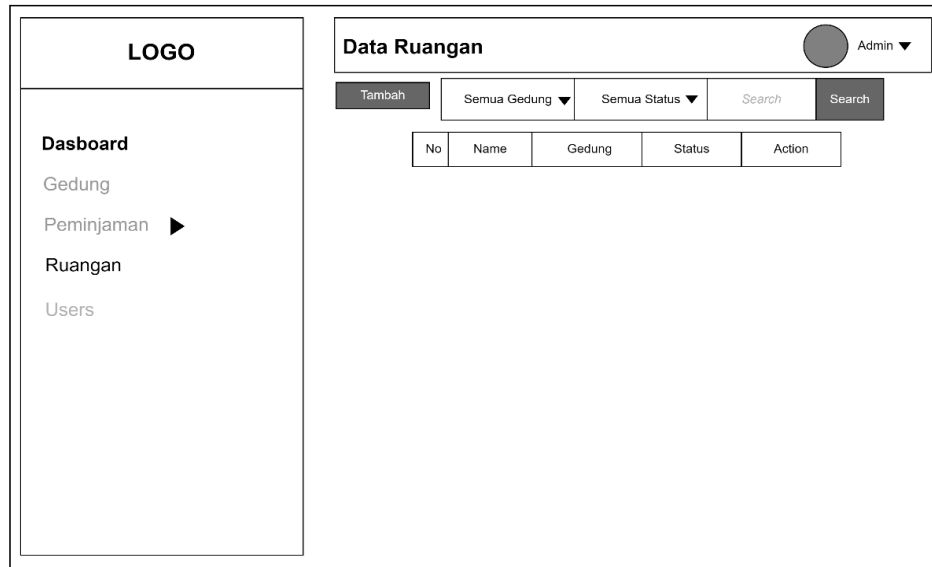 LOGO
Dasboard
Gedung
Peminjaman
Ruangan
Users
Data Ruangan
Admin
Tambah
Semua Gedung
Semua Status
Search
Search
No Name Gedung Status Action